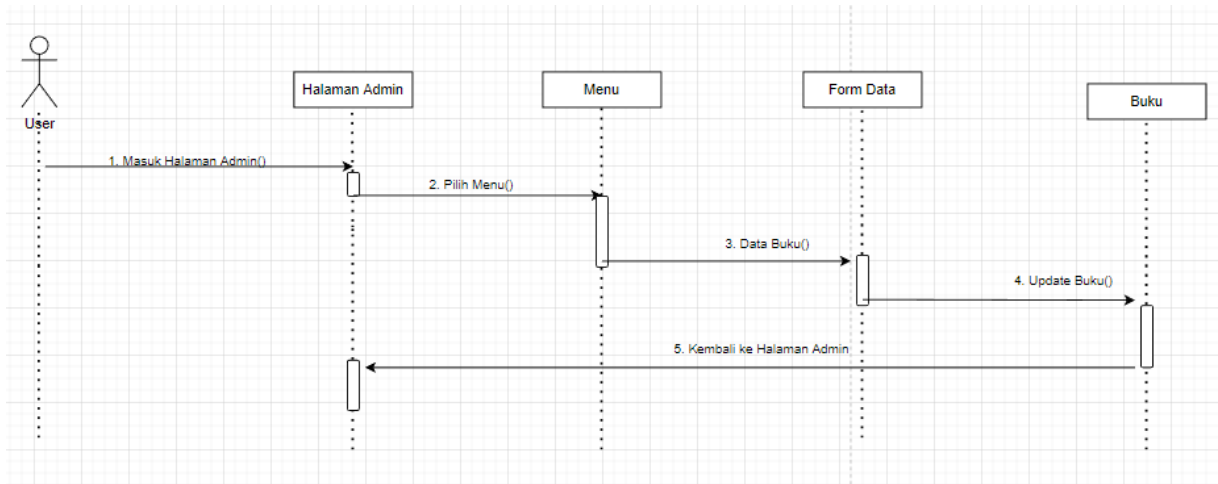 User
Halaman Admin
Menu
Form Data
Buku
1. Masuk Halaman Admin()
2. Pilih Menu()
3. Data Buku()
4. Update Buku()
5. Kembali ke Halaman Admin